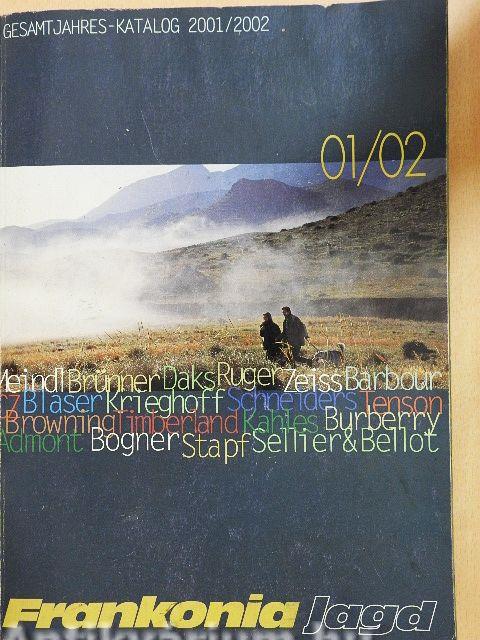 GESAMTJAHRES-KATALOG 2001/2002
01/02
Meindl Brünner Daks Ruger Zeiss Barbour
Blaser Krieghoff Schneiders Tenson
Browning Timberland Kahles Burberry
Admont Bogner Stapf Sellier&Bellot
Frankonia Jagd